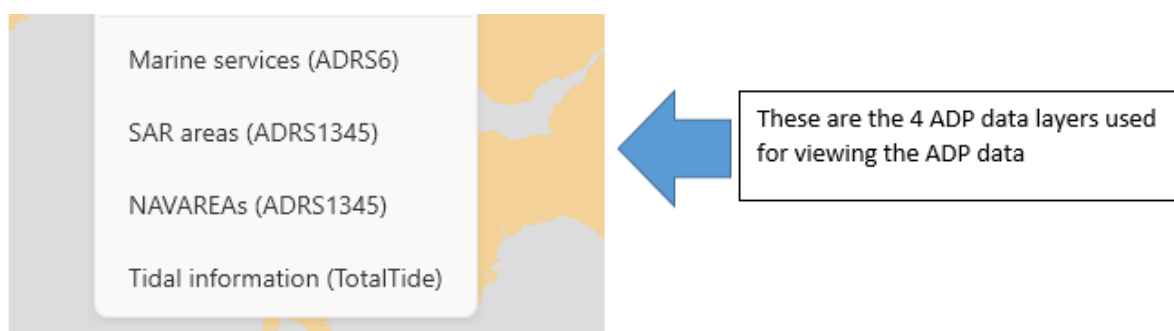 Marine services (ADRS6)
SAR areas (ADRS1345)
NAVAREAs (ADRS1345)
Tidal information (TotalTide)
These are the 4 ADP data layers used
for viewing the ADP data